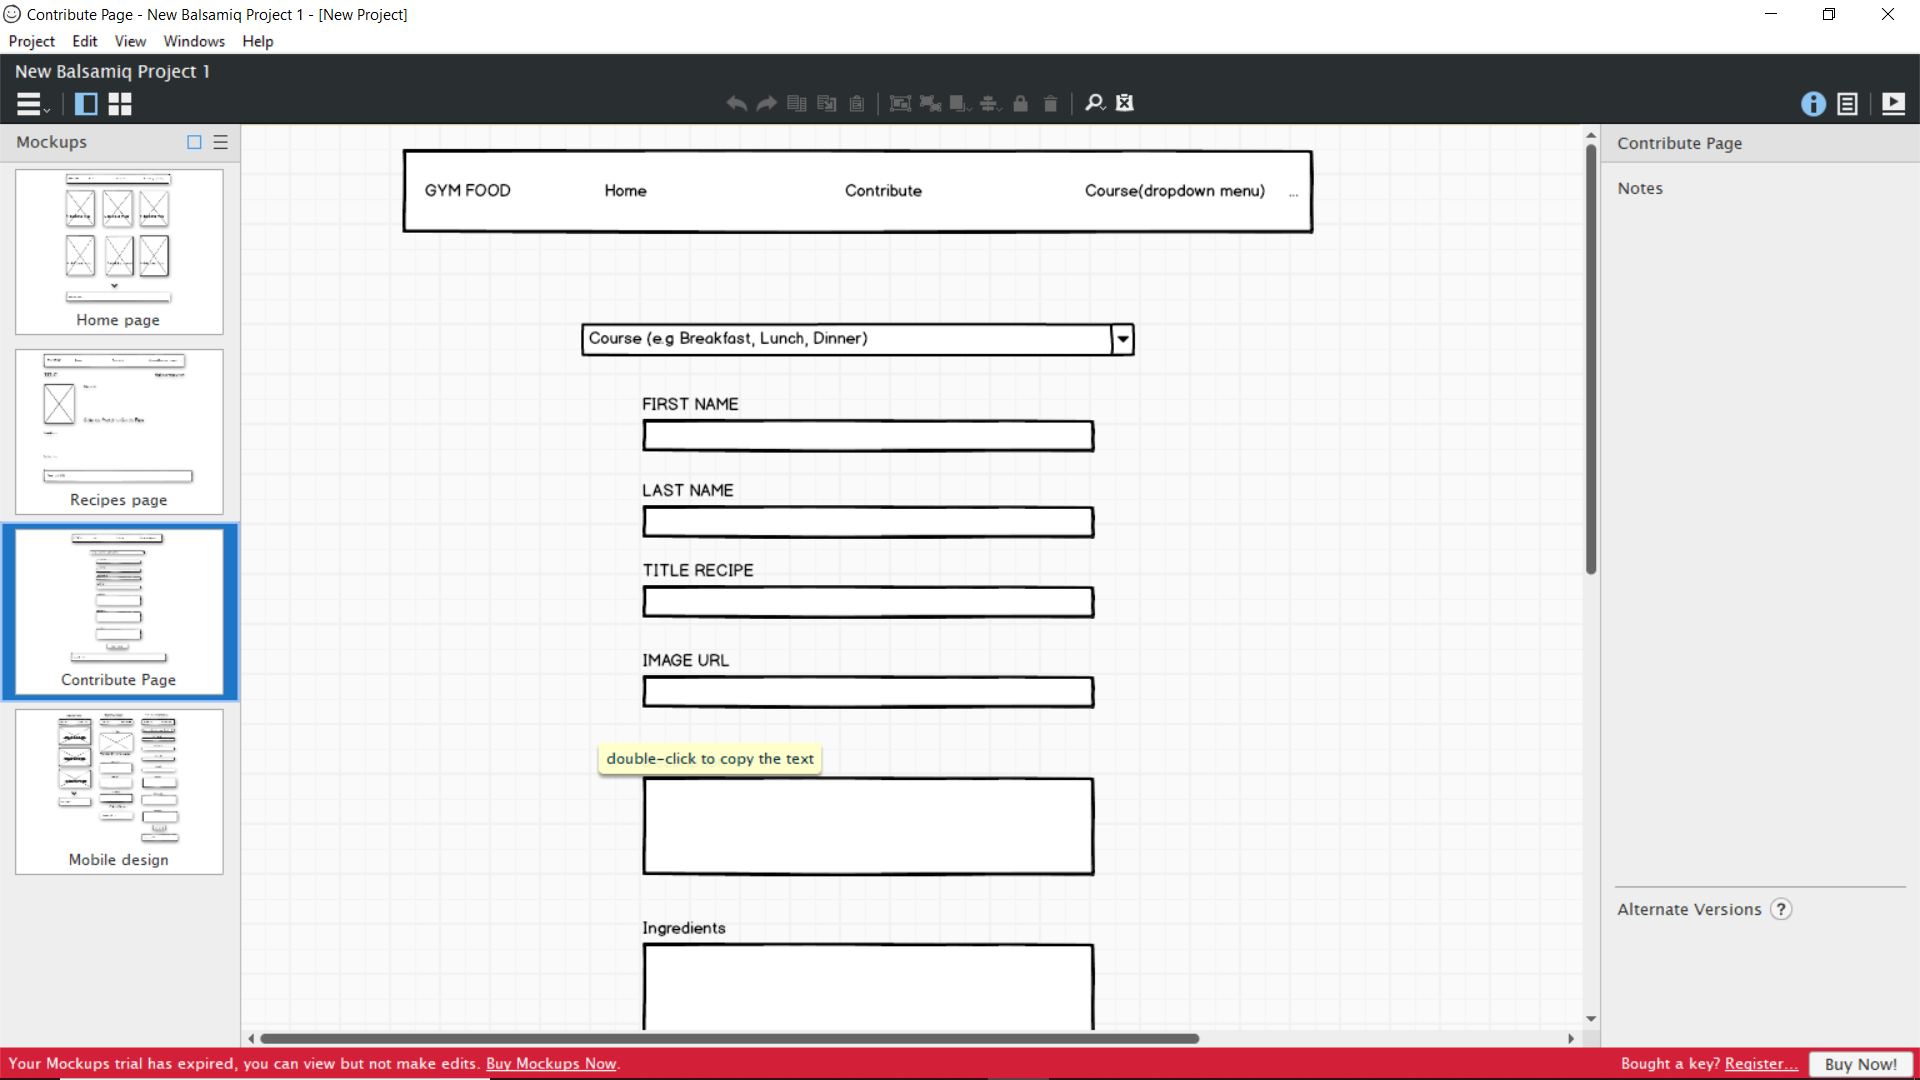 Contribute Page - New Balsamiq Project 1 - [New Project]
Project Edit View Windows Help
New Balsamiq Project 1
Mockups
Home page
Recipes page
Contribute Page
Mobile design
GYM FOOD Home Contribute Course(dropdown menu) ...
Course (e.g Breakfast, Lunch, Dinner)
FIRST NAME
LAST NAME
TITLE RECIPE
IMAGE URL
double-click to copy the text
Ingredients
Contribute Page
Notes
Alternate Versions ?
Your Mockups trial has expired, you can view but not make edits. Buy Mockups Now.
Bought a key? Register... Buy Now!